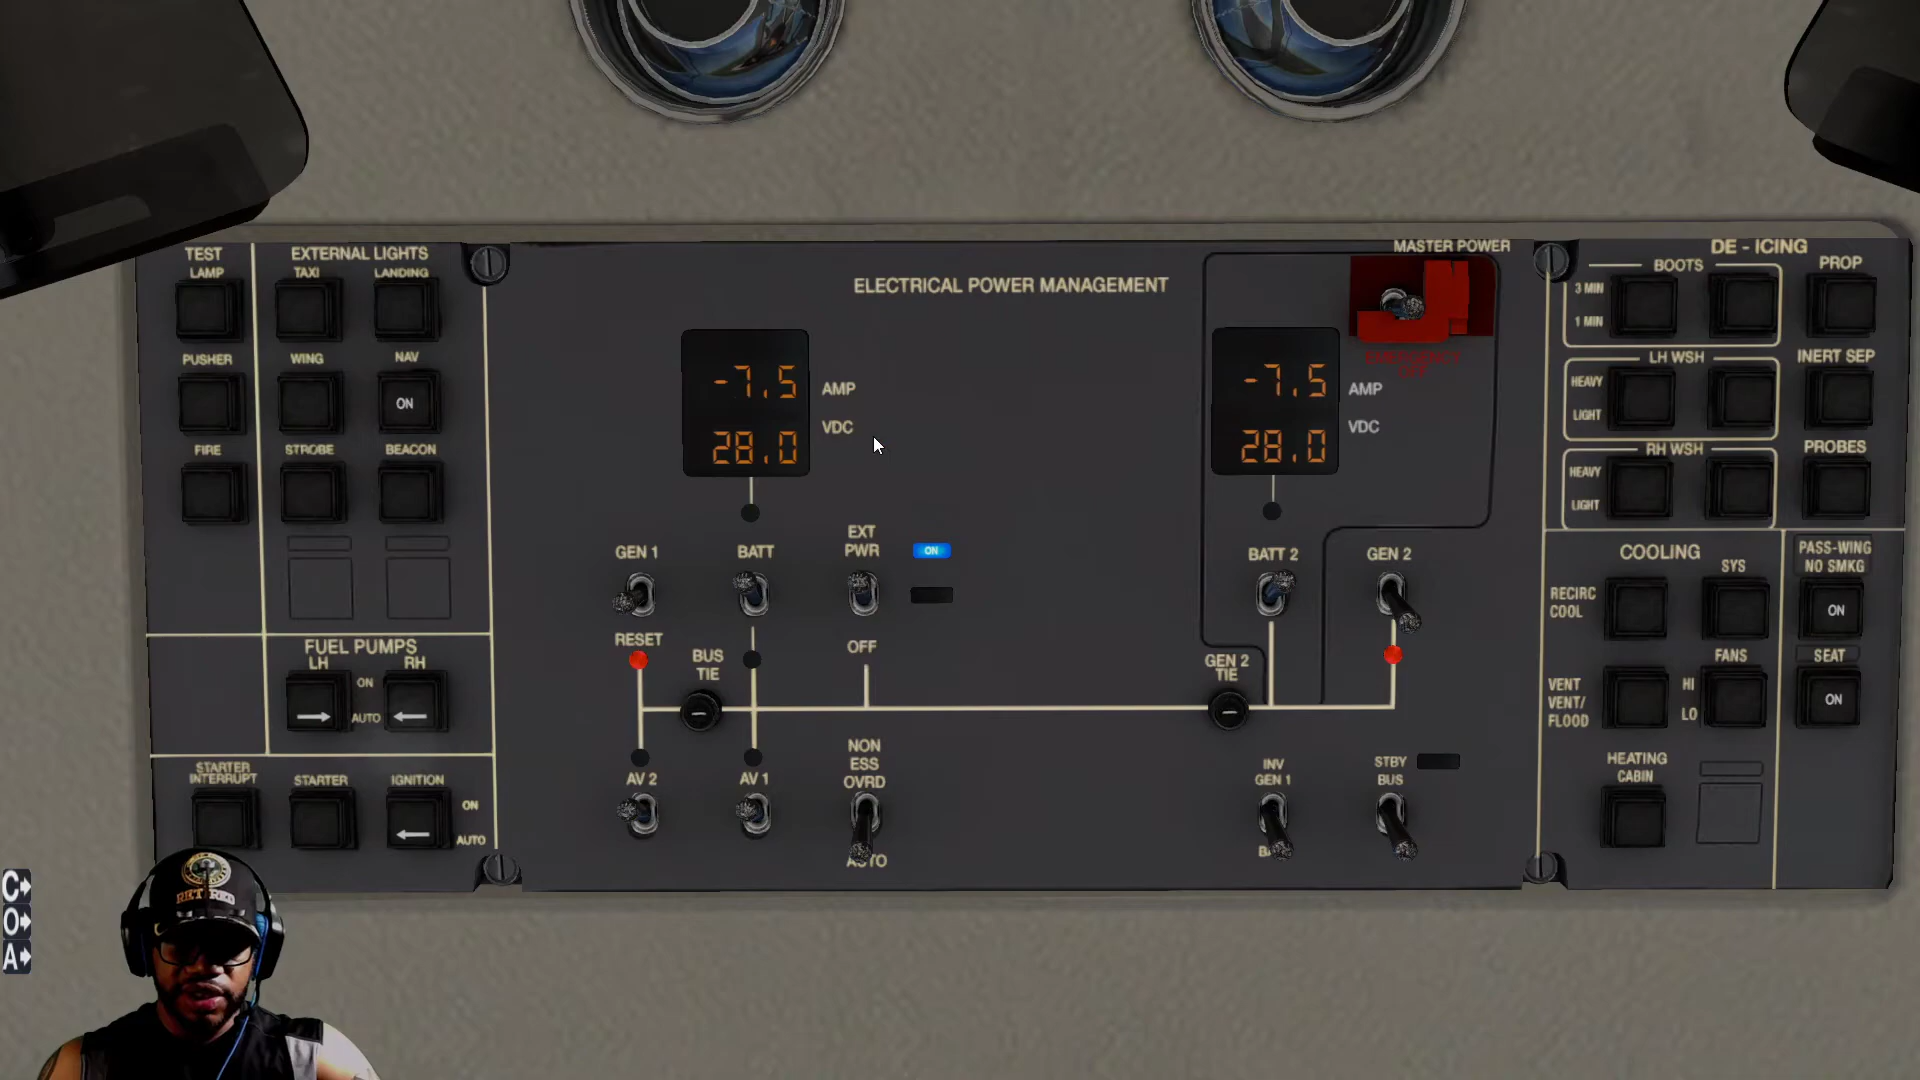 TEST
LAMP
PUSHER
FIRE
EXTERNAL LIGHTS
TAXI
LANDING
WING
NAV
ON
STROBE
BEACON
FUEL PUMPS
LH
RH
ON
AUTO
STARTER
INTERRUPT
STARTER
IGNITION
ON
AUTO
ELECTRICAL POWER MANAGEMENT
-7.5
AMP
28.0
VDC
GEN 1
BATT
EXT
PWR
ON
RESET
OFF
BUS
TIE
AV 2
AV 1
NON
ESS
OVRD
MASTER POWER
EMERGENCY
OFF
-7.5
AMP
28.0
VDC
BATT 2
GEN 2
GEN 2
TIE
INV
GEN 1
STBY
BUS
DE - ICING
BOOTS
3 MIN
1 MIN
PROP
LH WSH
HEAVY
LIGHT
INERT SEP
RH WSH
HEAVY
LIGHT
PROBES
COOLING
SYS
RECIRC
COOL
FANS
VENT
VENT/
FLOOD
HI
LO
HEATING
CABIN
PASS-WING
NO SMKG
ON
SEAT
ON
RETIRED
C
O
A